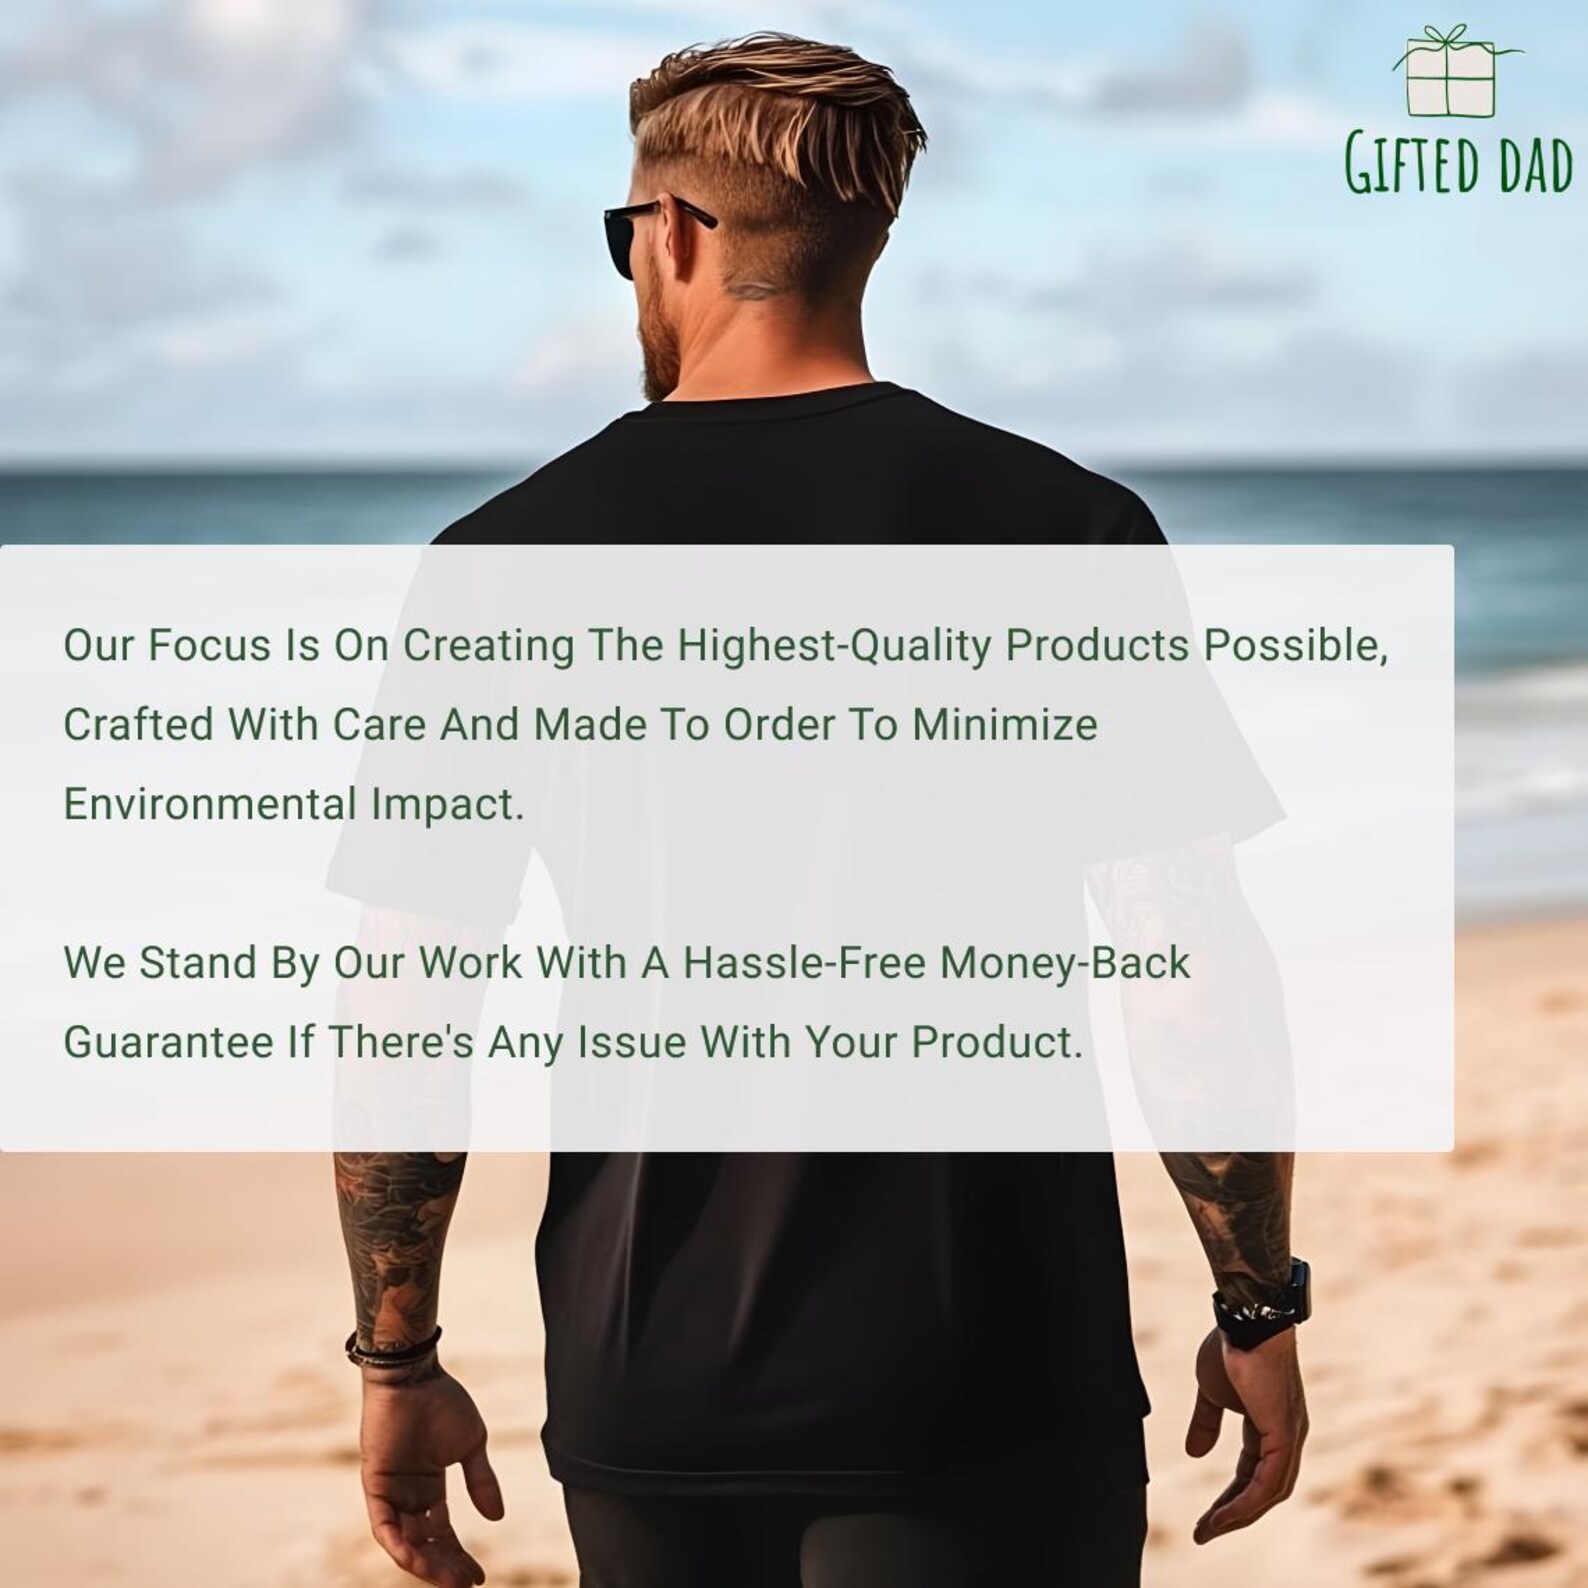 GIFTED DAD
Our Focus Is On Creating The Highest-Quality Products Possible,
Crafted With Care And Made To Order To Minimize
Environmental Impact.
We Stand By Our Work With A Hassle-Free Money-Back
Guarantee If There's Any Issue With Your Product.